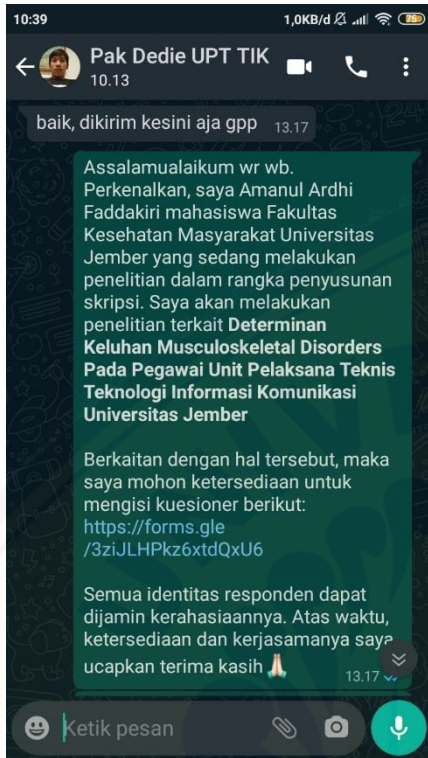 10:39
1,0KB/d
75
Pak Dedie UPT TIK
10.13
baik, dikirim kesini aja gpp 13.17
Assalamualaikum wr wb.
Perkenalkan, saya Amanul Ardhi
Faddakiri mahasiswa Fakultas
Kesehatan Masyarakat Universitas
Jember yang sedang melakukan
penelitian dalam rangka penyusunan
skripsi. Saya akan melakukan
penelitian terkait Determinan
Keluhan Musculoskeletal Disorders
Pada Pegawai Unit Pelaksana Teknis
Teknologi Informasi Komunikasi
Universitas Jember
Berkaitan dengan hal tersebut, maka
saya mohon ketersediaan untuk
mengisi kuesioner berikut:
https://forms.gle
/3ziJLHPkz6xtdQxU6
Semua identitas responden dapat
dijamin kerahasiaannya. Atas waktu,
ketersediaan dan kerjasamanya saya
ucapkan terima kasih 🙏🏻
13.17
Ketik pesan